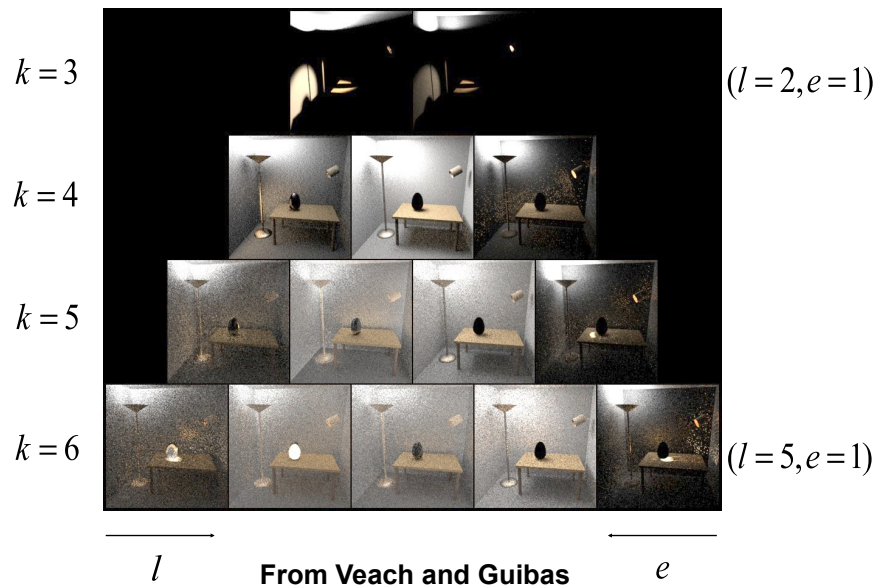 k = 3
(l = 2, e = 1)
k = 4
k = 5
k = 6
(l = 5, e = 1)
l
From Veach and Guibas
e